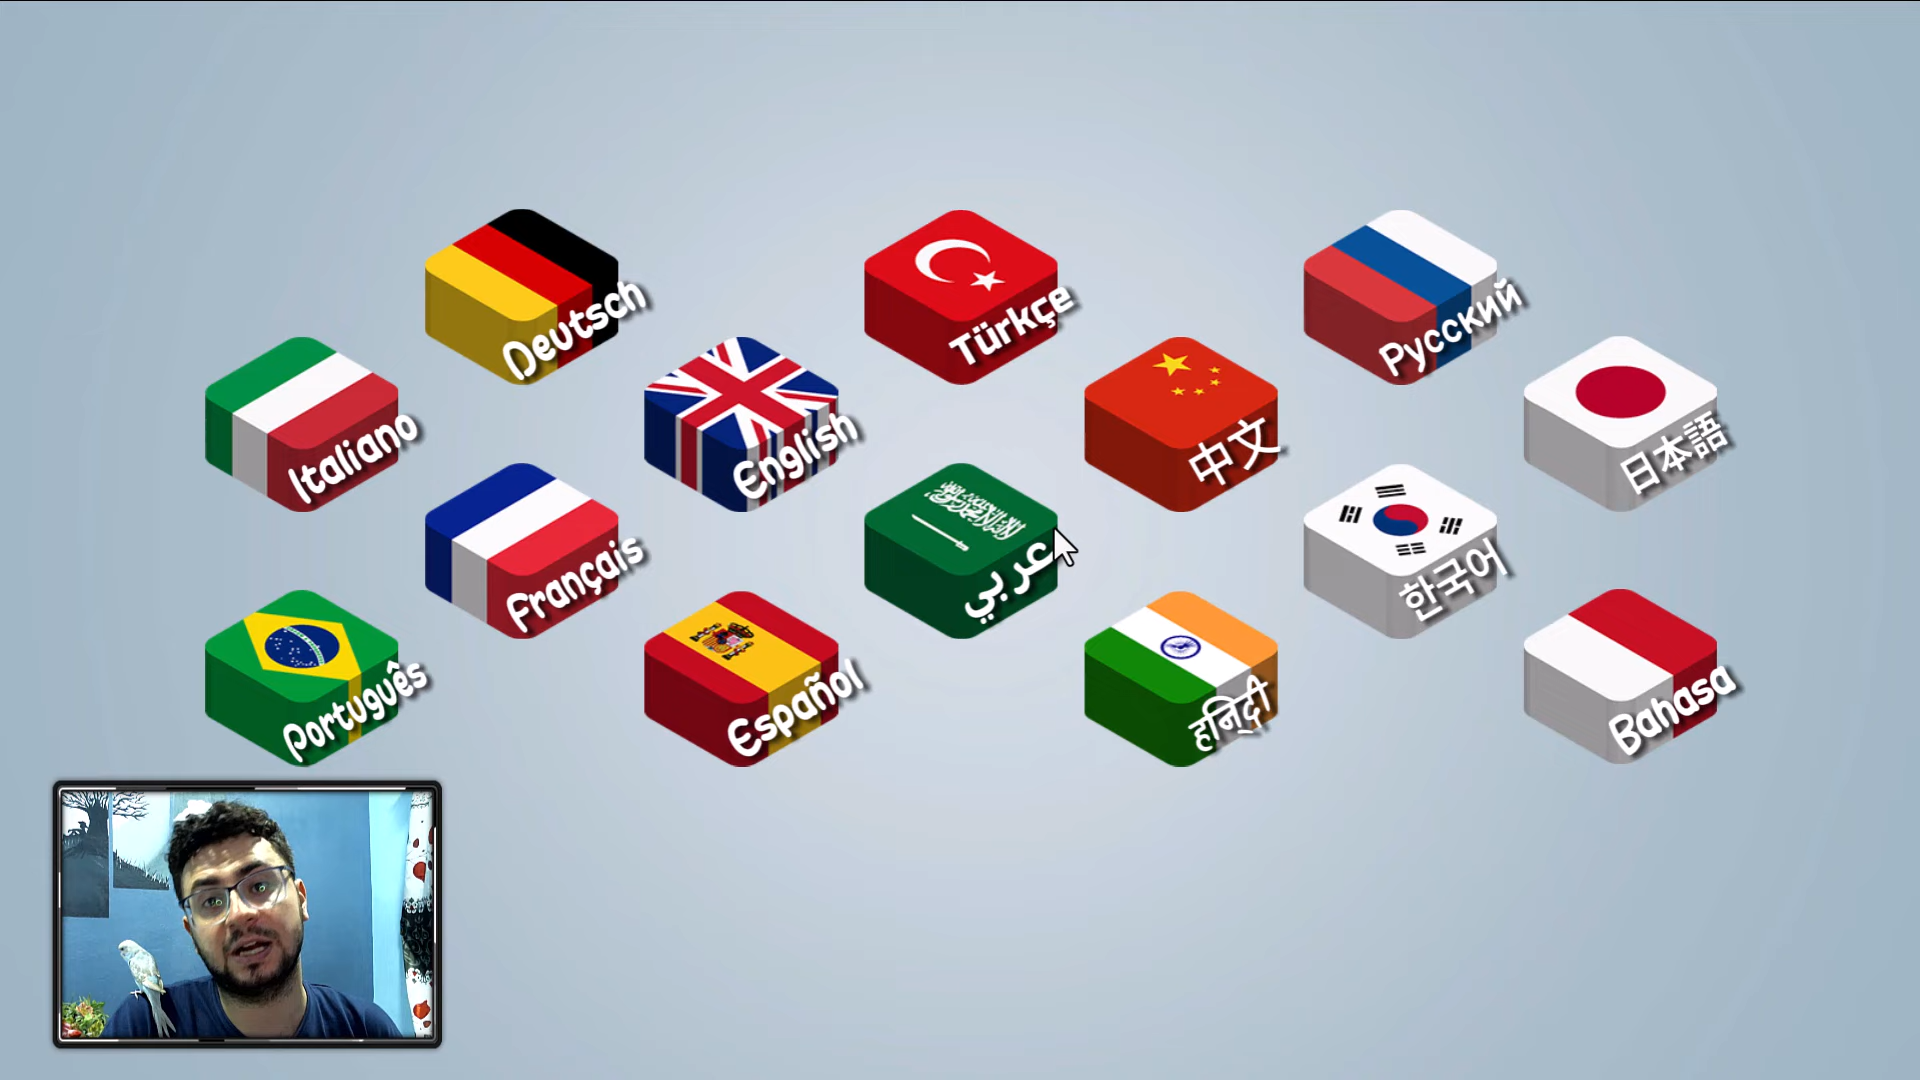 Deutsch
Türkçe
Русский
Italiano
English
中文
日本語
Français
عربي
한국어
Português
Español
हिन्दी
Bahasa